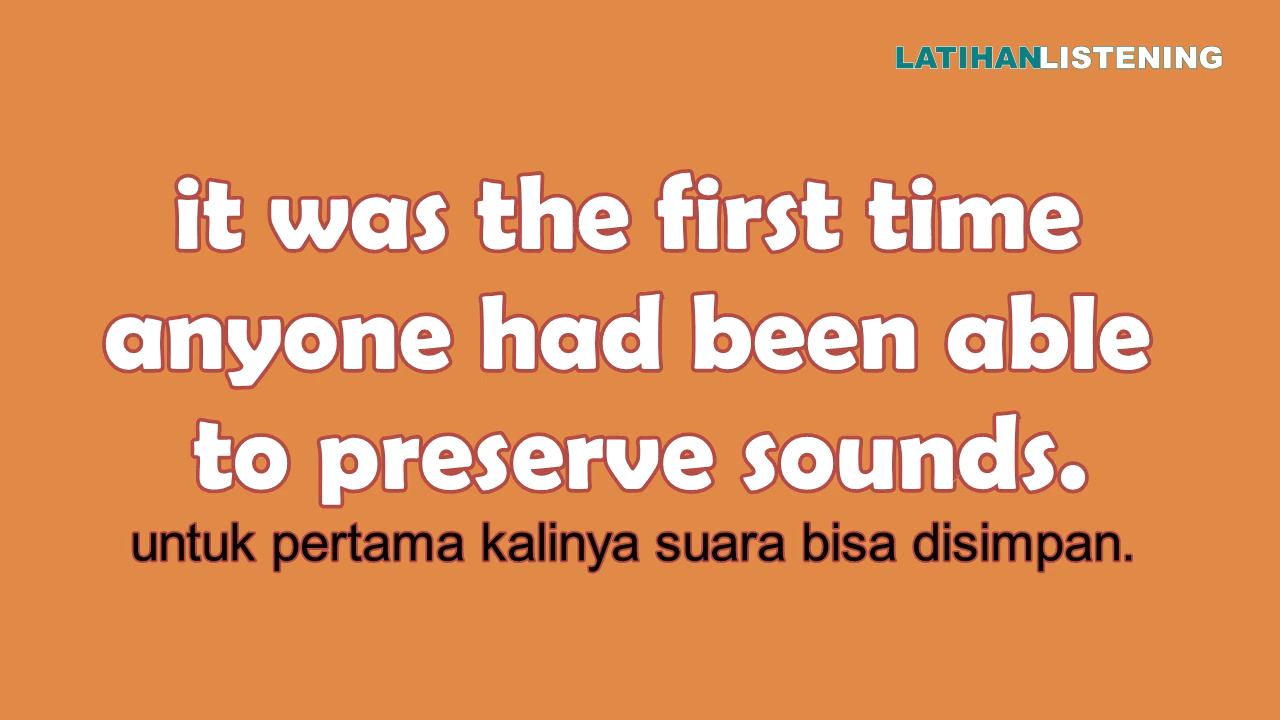 LATIHANLISTENING
it was the first time
anyone had been able
to preserve sounds.
untuk pertama kalinya suara bisa disimpan.